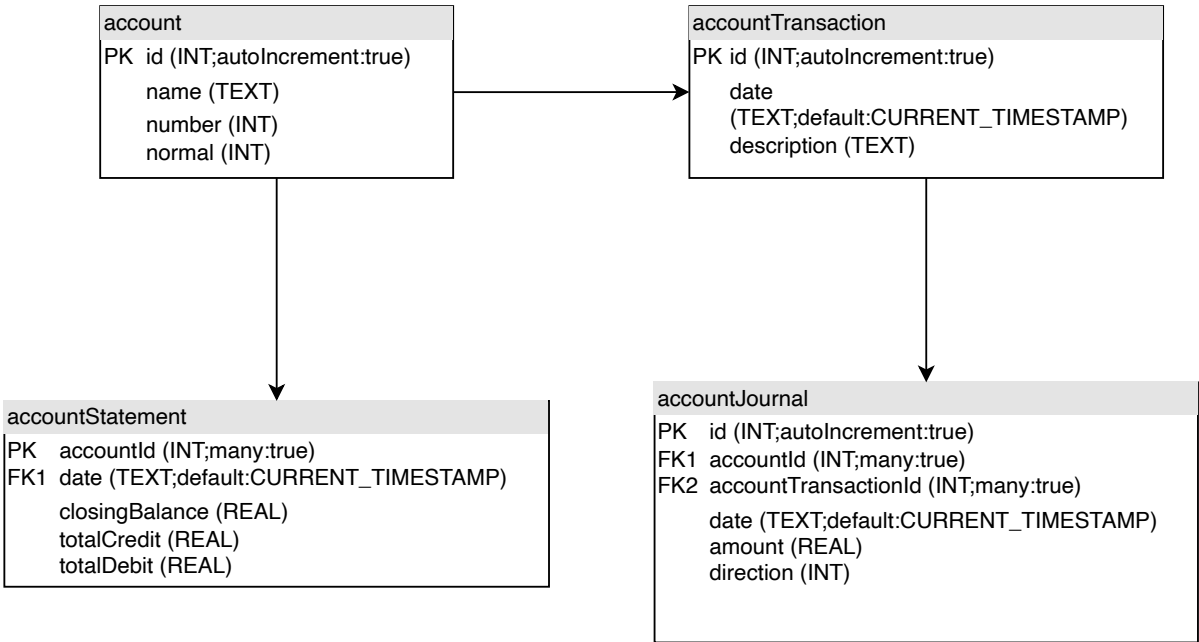 account
PK id (INT;autoIncrement:true)
name (TEXT)
number (INT)
normal (INT)
accountTransaction
PK id (INT;autoIncrement:true)
date
(TEXT;default:CURRENT_TIMESTAMP)
description (TEXT)
accountStatement
PK accountId (INT;many:true)
FK1 date (TEXT;default:CURRENT_TIMESTAMP)
closingBalance (REAL)
totalCredit (REAL)
totalDebit (REAL)
accountJournal
PK id (INT;autoIncrement:true)
FK1 accountId (INT;many:true)
FK2 accountTransactionId (INT;many:true)
date (TEXT;default:CURRENT_TIMESTAMP)
amount (REAL)
direction (INT)